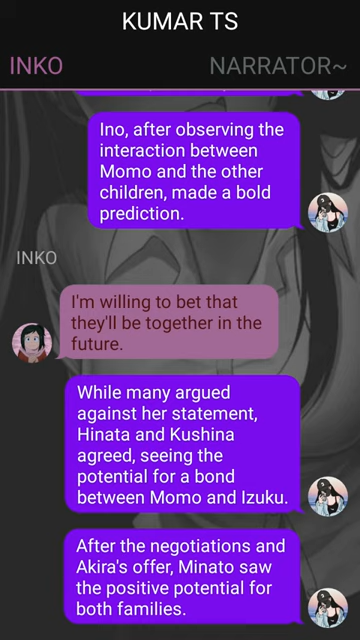 KUMAR TS
INKO
NARRATOR~
Ino, after observing the
interaction between
Momo and the other
children, made a bold
prediction.
INKO
I'm willing to bet that
they'll be together in the
future.
While many argued
against her statement,
Hinata and Kushina
agreed, seeing the
potential for a bond
between Momo and Izuku.
After the negotiations and
Akira's offer, Minato saw
the positive potential for
both families.